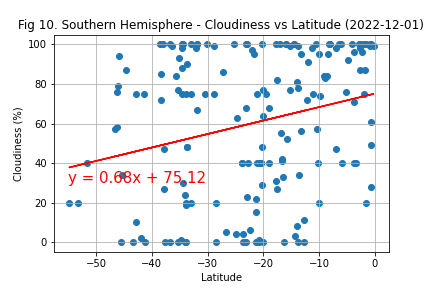 Fig 10. Southern Hemisphere - Cloudiness vs Latitude (2022-12-01)
100
80
60
40
20
0
Cloudiness (%)
y = 0.68x + 75.12
−50 −40 −30 −20 −10 0
Latitude